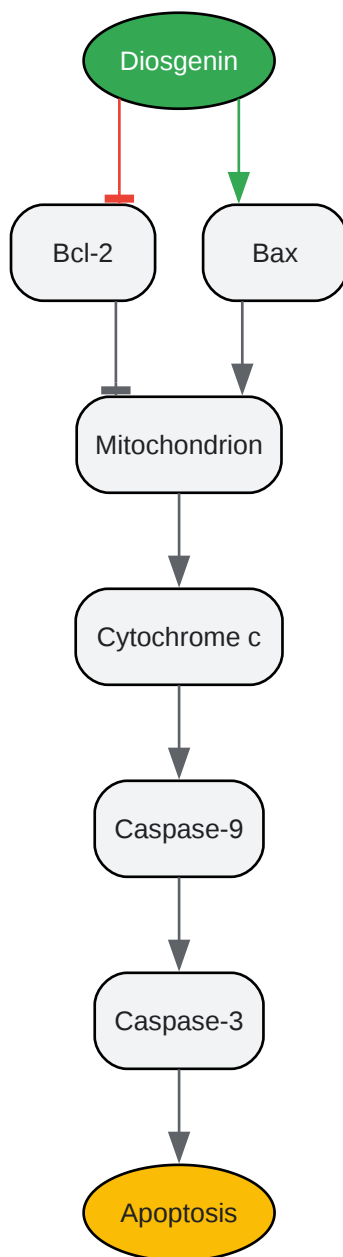 Diosgenin
Bcl-2
Bax
Mitochondrion
Cytochrome c
Caspase-9
Caspase-3
Apoptosis